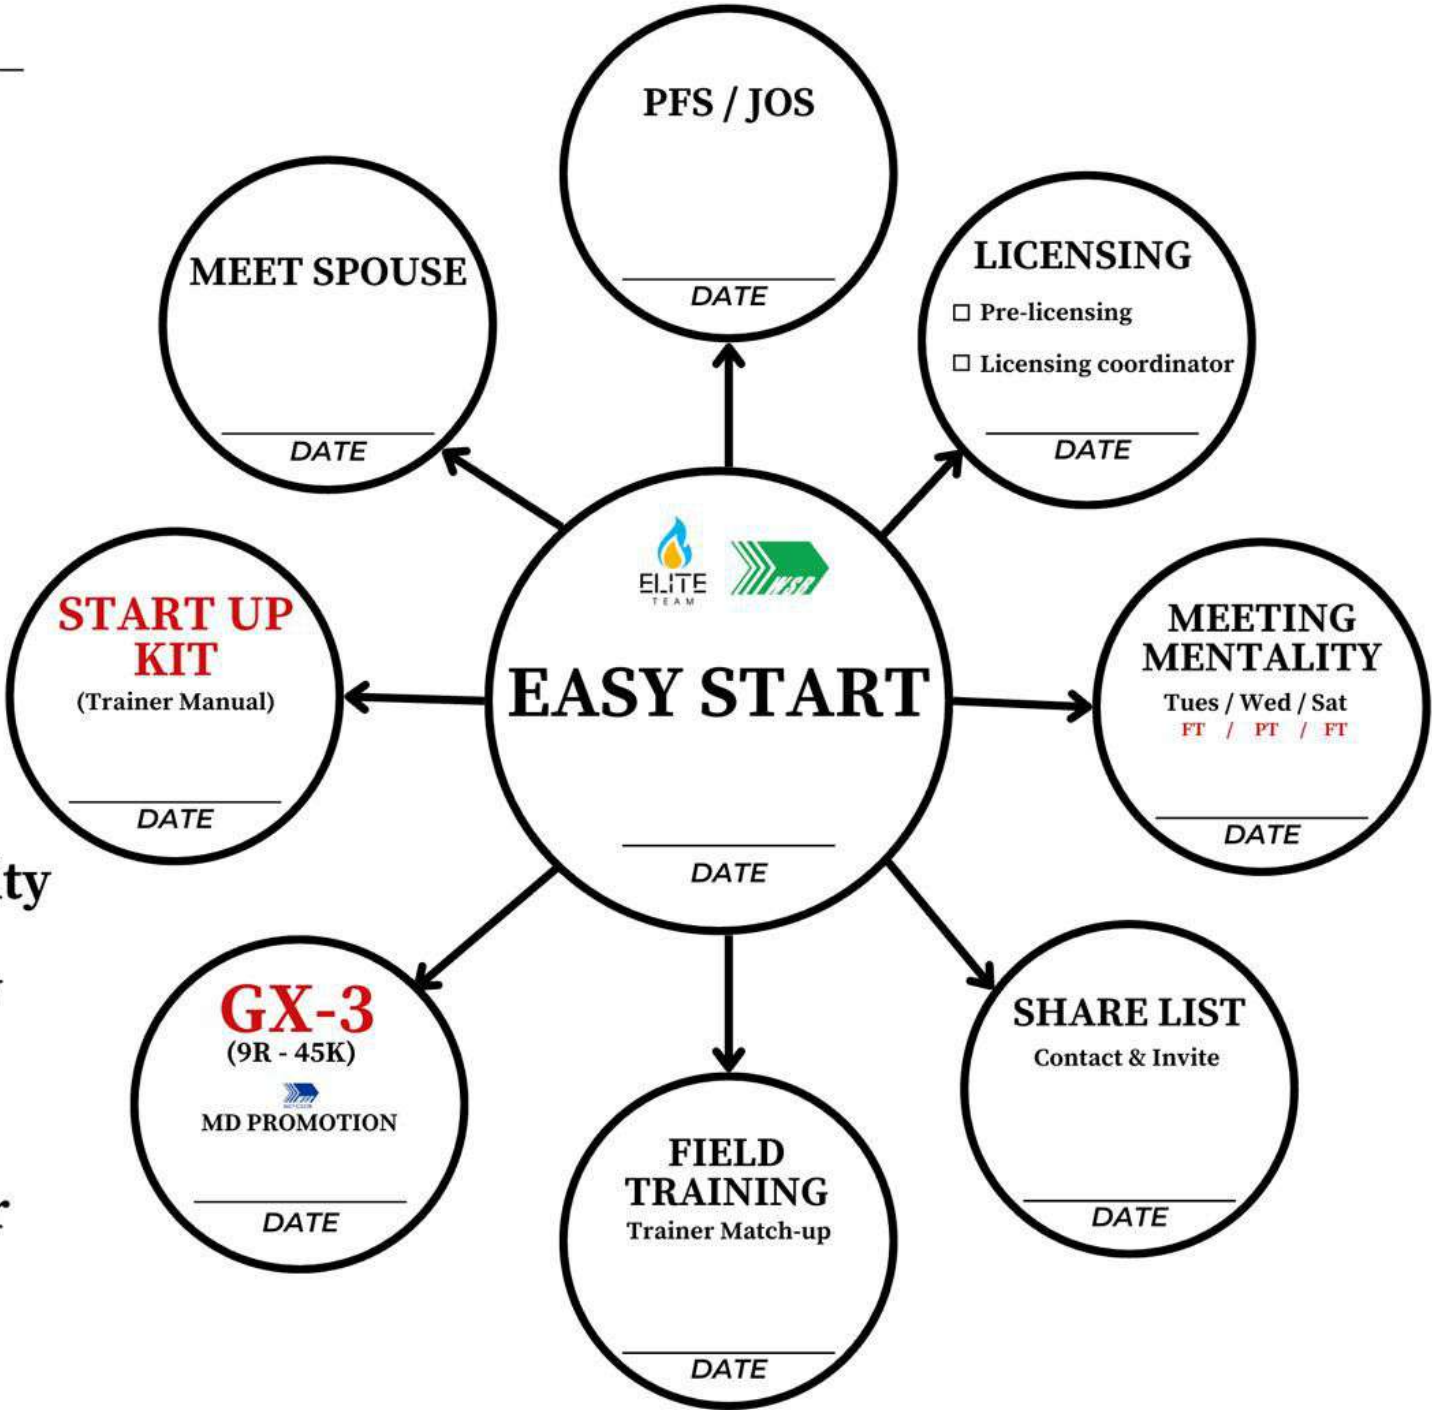 PFS / JOS
DATE
MEET SPOUSE
DATE
LICENSING
☐ Pre-licensing
☐ Licensing coordinator
DATE
ELITE
TEAM
WSB
EASY START
DATE
START UP
KIT
(Trainer Manual)
DATE
MEETING
MENTALITY
Tues / Wed / Sat
FT / PT / FT
DATE
ty
GX-3
(9R - 45K)
MD PROMOTION
DATE
SHARE LIST
Contact & Invite
DATE
FIELD
TRAINING
Trainer Match-up
DATE
r